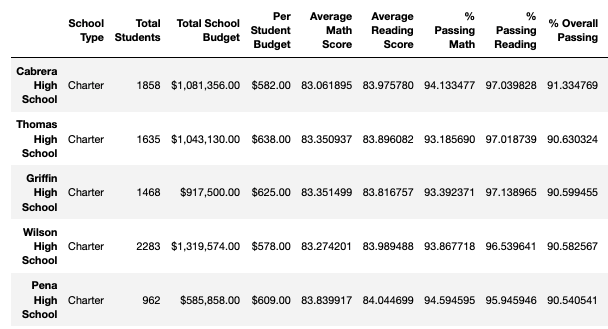 School Type Total Students Total School Budget Per Student Budget Average Math Score Average Reading Score % Passing Math % Passing Reading % Overall Passing
Cabrera High School Charter 1858 $1,081,356.00 $582.00 83.061895 83.975780 94.133477 97.039828 91.334769
Thomas High School Charter 1635 $1,043,130.00 $638.00 83.350937 83.896082 93.185690 97.018739 90.630324
Griffin High School Charter 1468 $917,500.00 $625.00 83.351499 83.816757 93.392371 97.138965 90.599455
Wilson High School Charter 2283 $1,319,574.00 $578.00 83.274201 83.989488 93.867718 96.539641 90.582567
Pena High School Charter 962 $585,858.00 $609.00 83.839917 84.044699 94.594595 95.945946 90.540541